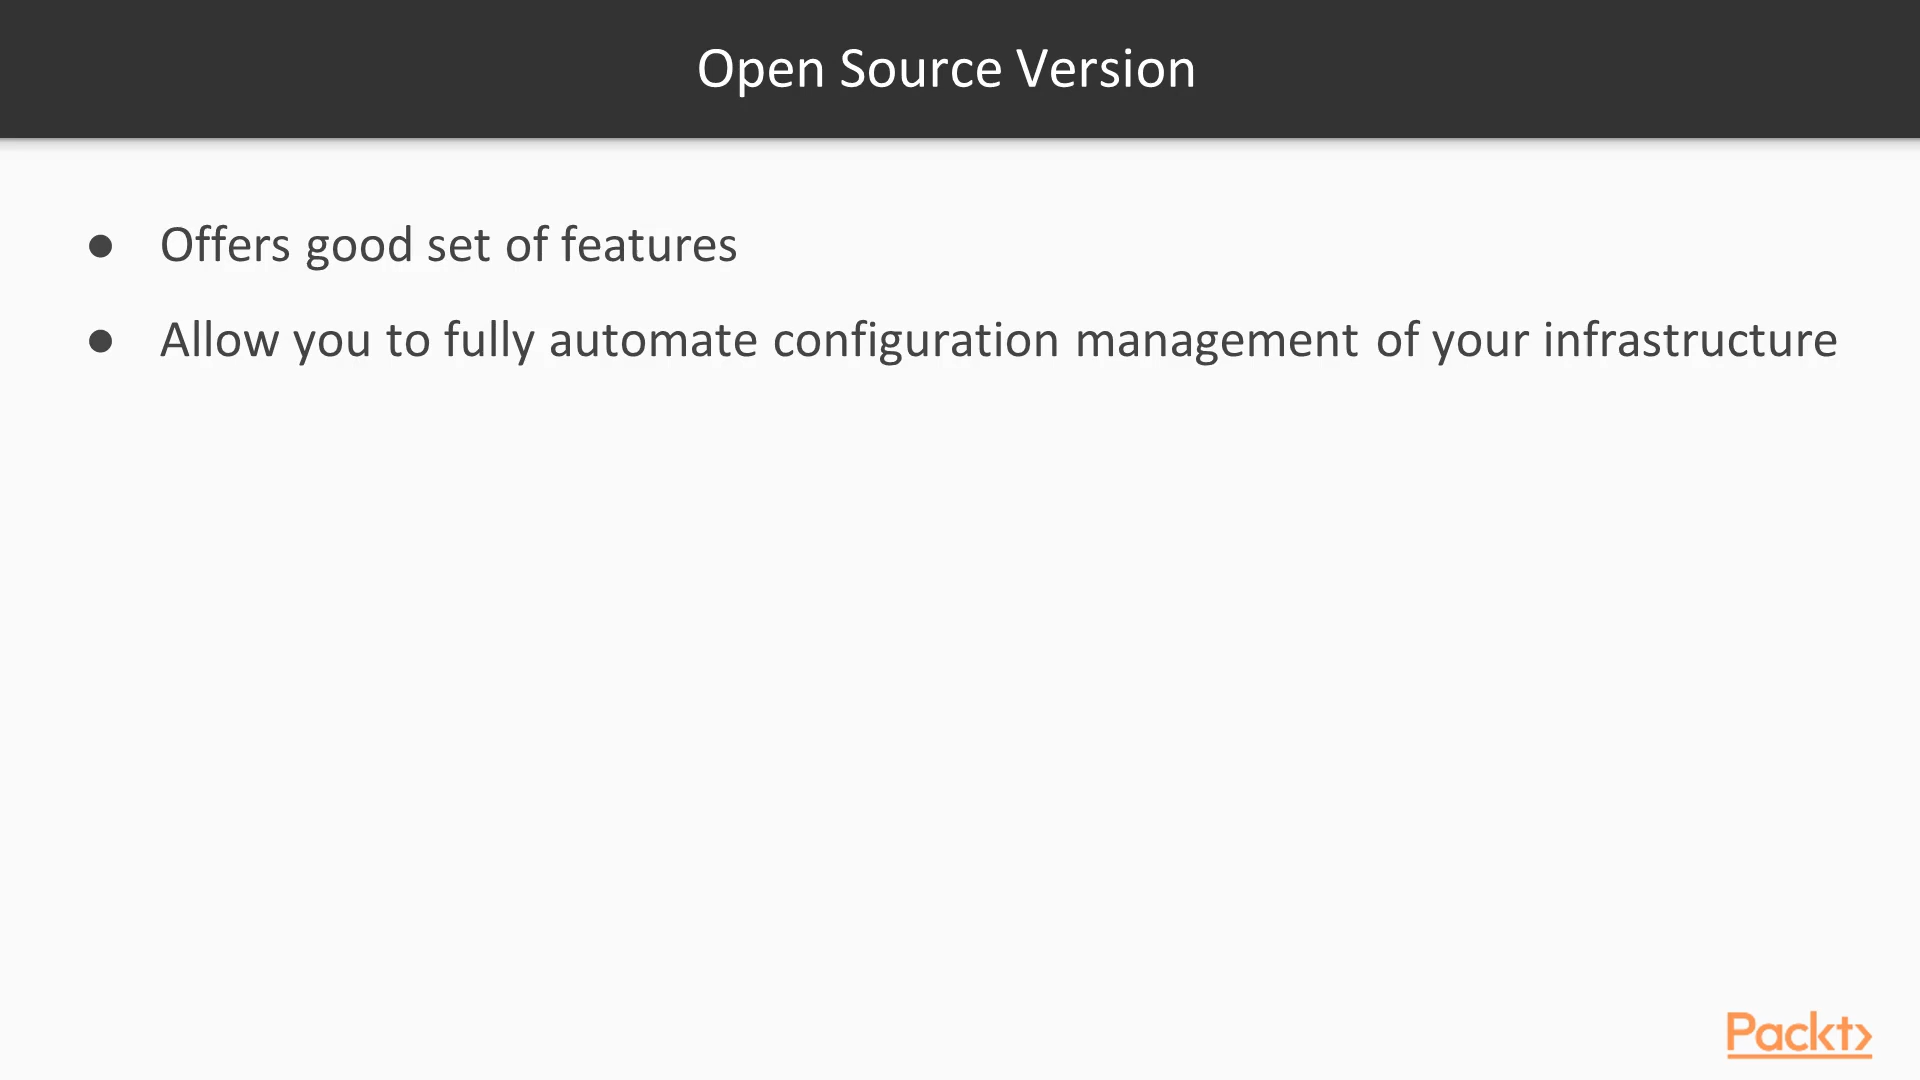 Open Source Version
● Offers good set of features
● Allow you to fully automate configuration management of your infrastructure
Packt>